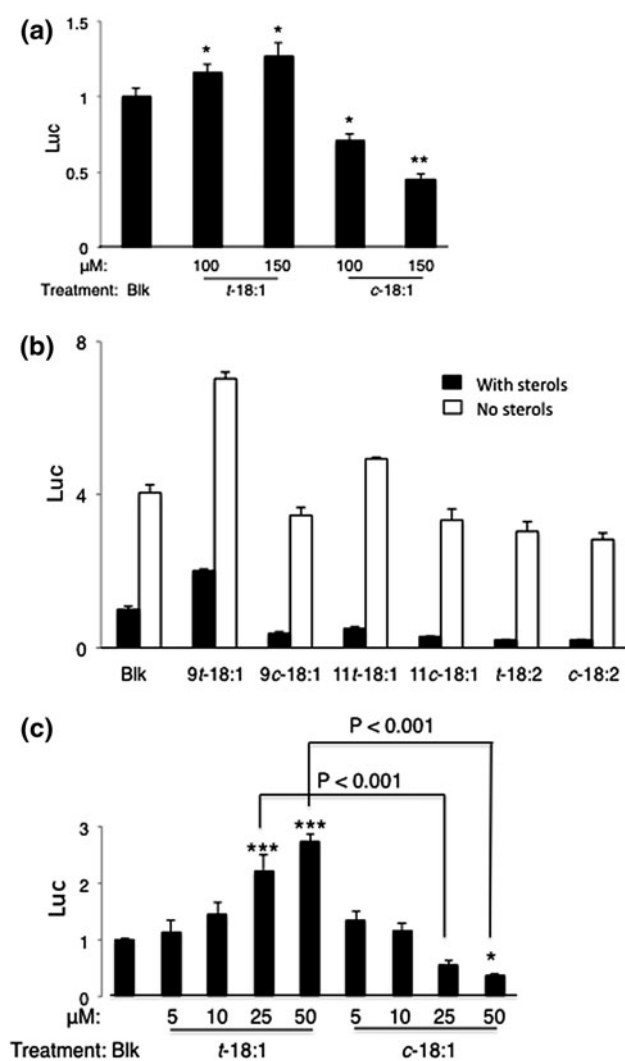 (a)
1.5
1
0.5
0
Luc
* * * **
µM: 100 150 100 150
Treatment: Blk t-18:1 c-18:1
(b)
8
4
0
Luc
With sterols
No sterols
Blk 9t-18:1 9c-18:1 11t-18:1 11c-18:1 t-18:2 c-18:2
(c)
P < 0.001
P < 0.001
3
2
1
0
Luc
*** *** *
µM: 5 10 25 50 5 10 25 50
Treatment: Blk t-18:1 c-18:1